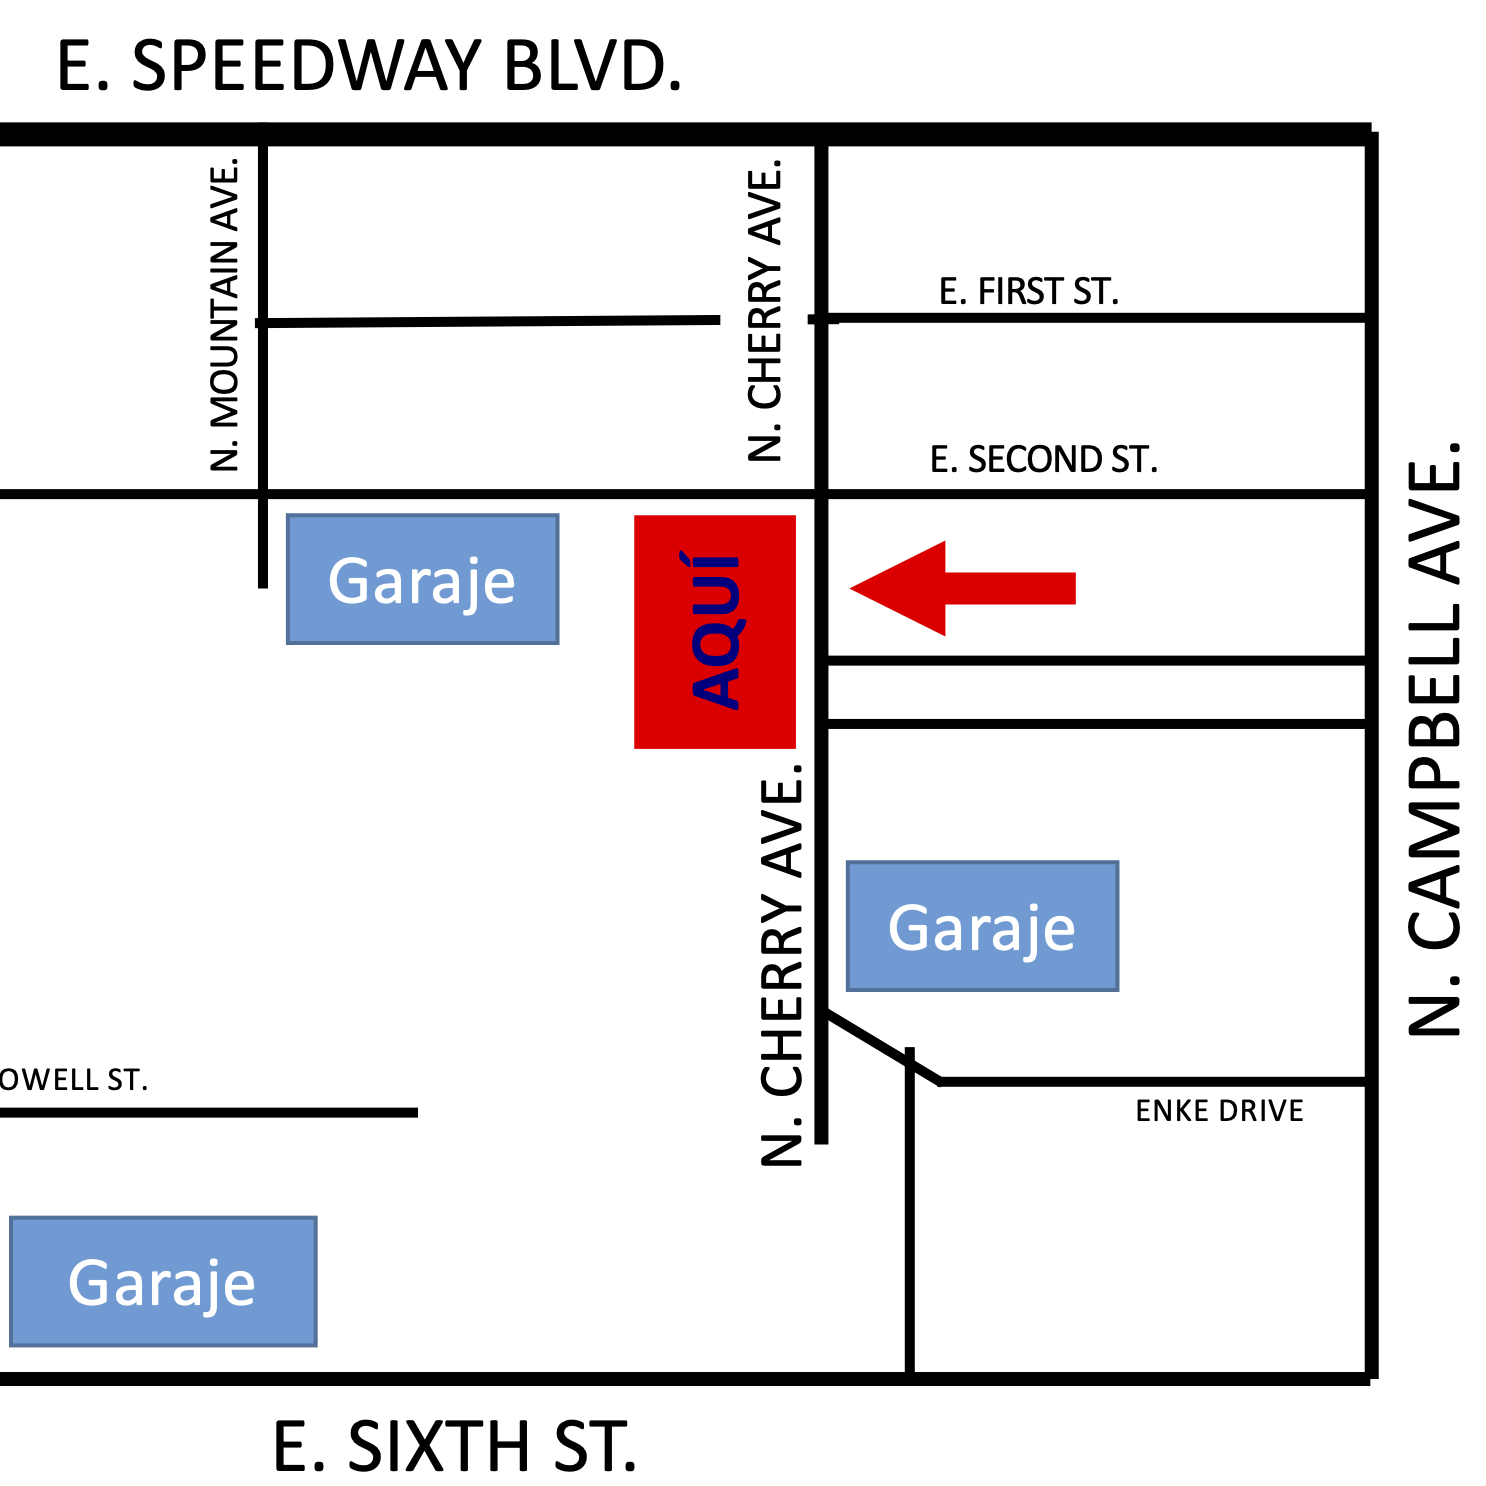 E. SPEEDWAY BLVD.
N. MOUNTAIN AVE.
N. CHERRY AVE.
E. FIRST ST.
E. SECOND ST.
N. CAMPBELL AVE.
Garaje
AQUÍ
N. CHERRY AVE.
Garaje
OWELL ST.
ENKE DRIVE
Garaje
E. SIXTH ST.